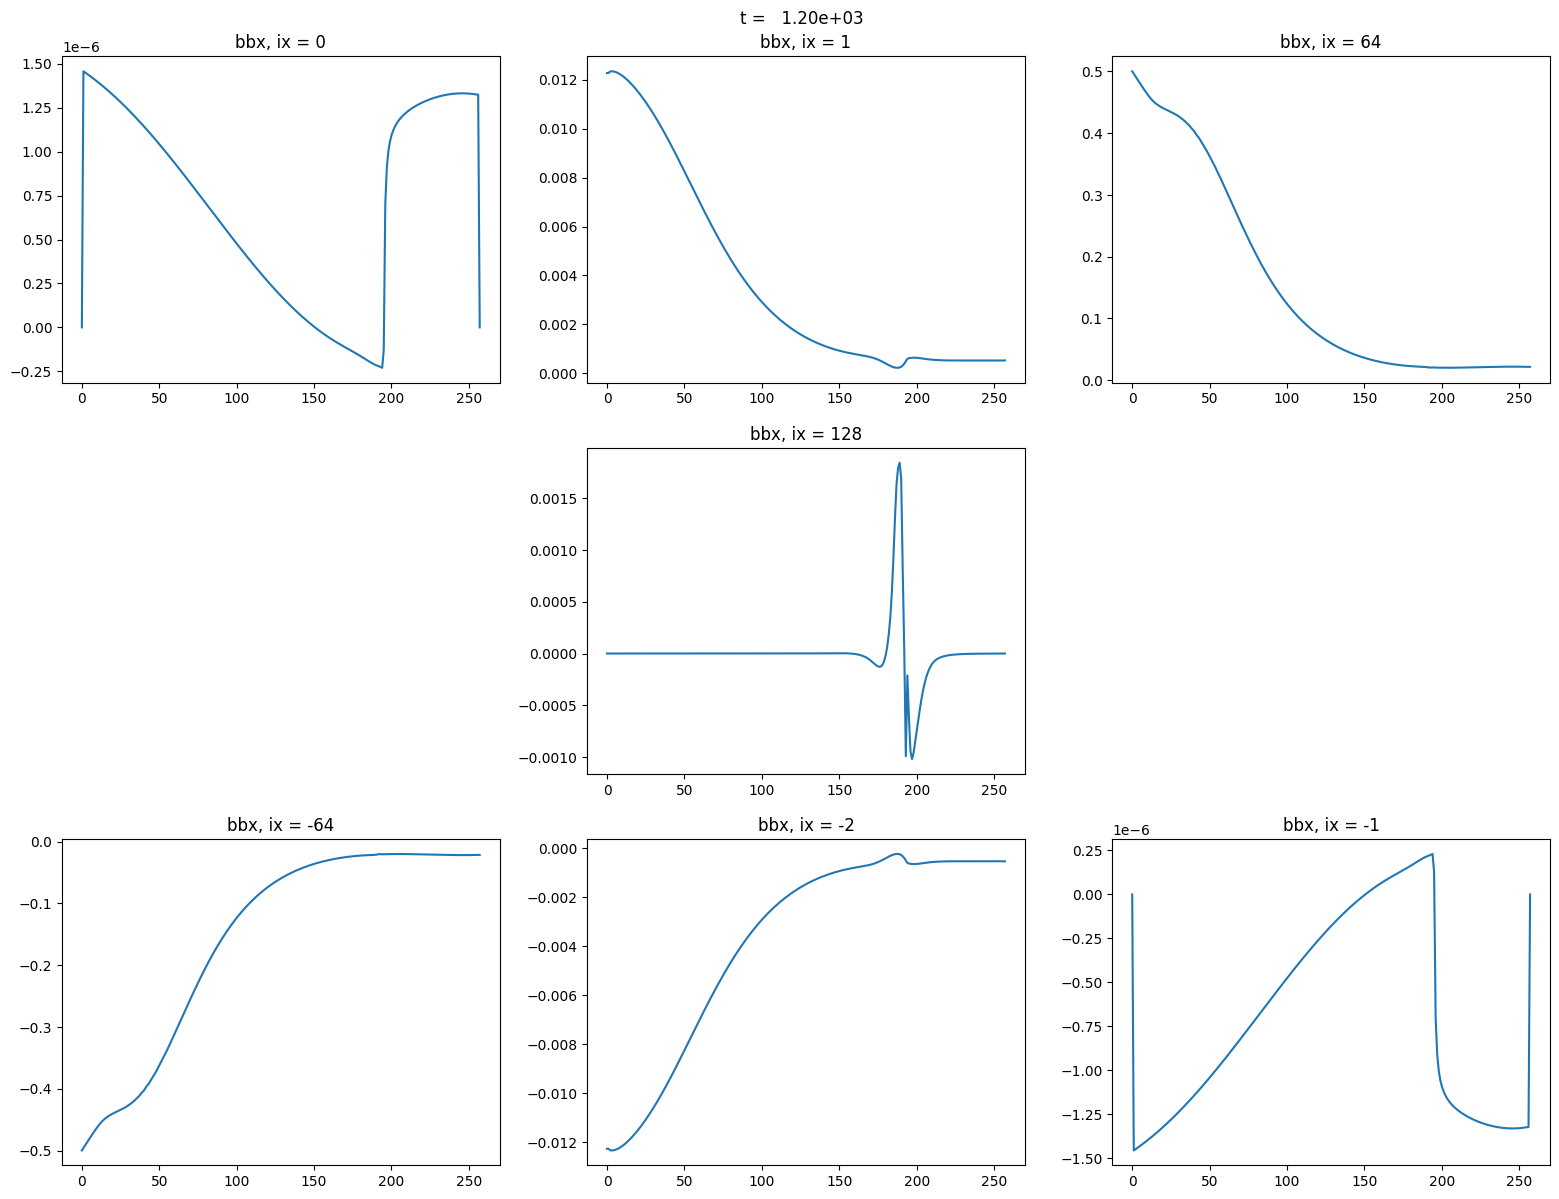 t =   1.20e+03
bbx, ix = 0
bbx, ix = 1
bbx, ix = 64
1e−6
1.50
1.25
1.00
0.75
0.50
0.25
0.00
−0.25
0 50 100 150 200 250
0.012
0.010
0.008
0.006
0.004
0.002
0.000
0 50 100 150 200 250
0.5
0.4
0.3
0.2
0.1
0.0
0 50 100 150 200 250
bbx, ix = 128
0.0015
0.0010
0.0005
0.0000
−0.0005
−0.0010
0 50 100 150 200 250
bbx, ix = -64
bbx, ix = -2
bbx, ix = -1
0.0
−0.1
−0.2
−0.3
−0.4
−0.5
0 50 100 150 200 250
0.000
−0.002
−0.004
−0.006
−0.008
−0.010
−0.012
0 50 100 150 200 250
1e−6
0.25
0.00
−0.25
−0.50
−0.75
−1.00
−1.25
−1.50
0 50 100 150 200 250